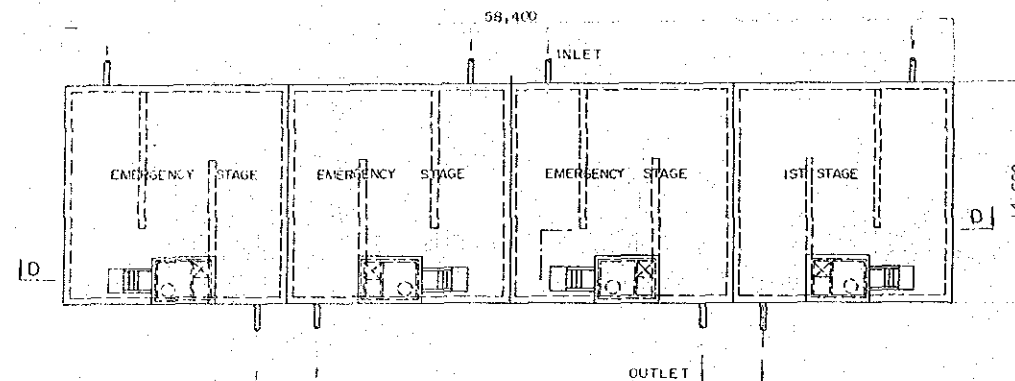 58,400
INLET
EMERGENCY STAGE
EMERGENCY STAGE
EMERGENCY STAGE
1ST STAGE
D
D
OUTLET